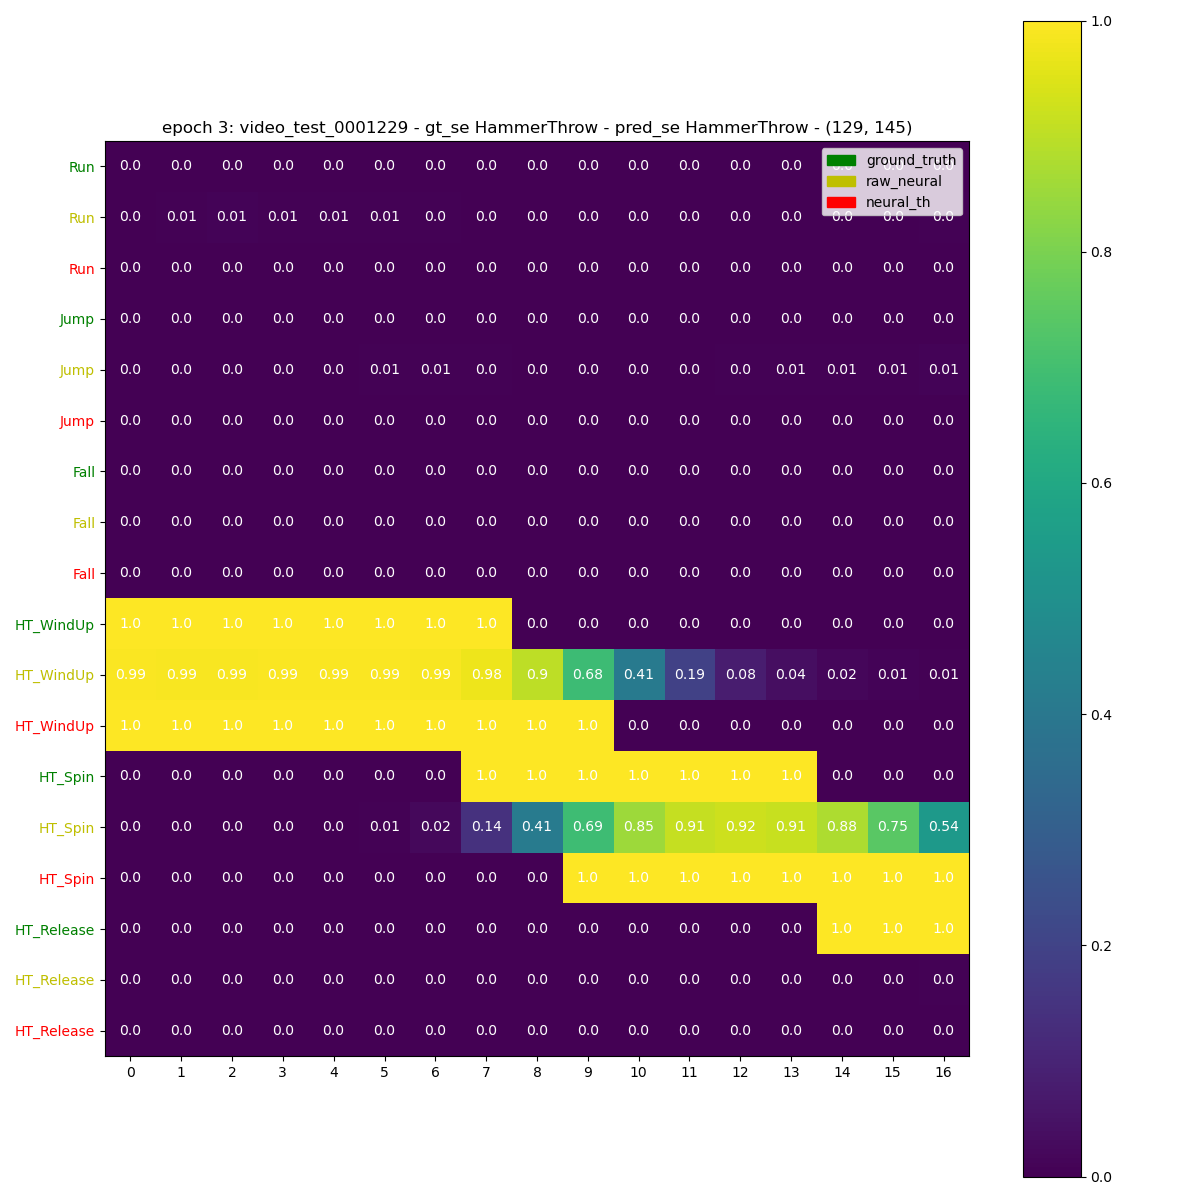 epoch 3: video_test_0001229 - gt_se HammerThrow - pred_se HammerThrow - (129, 145)
ground_truth
raw_neural
neural_th
Run 0.0 0.0 0.0 0.0 0.0 0.0 0.0 0.0 0.0 0.0 0.0 0.0 0.0 0.0 0.0 0.0 0.0
Run 0.0 0.01 0.01 0.01 0.01 0.01 0.0 0.0 0.0 0.0 0.0 0.0 0.0 0.0 0.0 0.0 0.0
Run 0.0 0.0 0.0 0.0 0.0 0.0 0.0 0.0 0.0 0.0 0.0 0.0 0.0 0.0 0.0 0.0 0.0
Jump 0.0 0.0 0.0 0.0 0.0 0.0 0.0 0.0 0.0 0.0 0.0 0.0 0.0 0.0 0.0 0.0 0.0
Jump 0.0 0.0 0.0 0.0 0.0 0.01 0.01 0.0 0.0 0.0 0.0 0.0 0.0 0.01 0.01 0.01 0.01
Jump 0.0 0.0 0.0 0.0 0.0 0.0 0.0 0.0 0.0 0.0 0.0 0.0 0.0 0.0 0.0 0.0 0.0
Fall 0.0 0.0 0.0 0.0 0.0 0.0 0.0 0.0 0.0 0.0 0.0 0.0 0.0 0.0 0.0 0.0 0.0
Fall 0.0 0.0 0.0 0.0 0.0 0.0 0.0 0.0 0.0 0.0 0.0 0.0 0.0 0.0 0.0 0.0 0.0
Fall 0.0 0.0 0.0 0.0 0.0 0.0 0.0 0.0 0.0 0.0 0.0 0.0 0.0 0.0 0.0 0.0 0.0
HT_WindUp 1.0 1.0 1.0 1.0 1.0 1.0 1.0 1.0 0.0 0.0 0.0 0.0 0.0 0.0 0.0 0.0 0.0
HT_WindUp 0.99 0.99 0.99 0.99 0.99 0.99 0.99 0.98 0.9 0.68 0.41 0.19 0.08 0.04 0.02 0.01 0.01
HT_WindUp 1.0 1.0 1.0 1.0 1.0 1.0 1.0 1.0 1.0 1.0 0.0 0.0 0.0 0.0 0.0 0.0 0.0
HT_Spin 0.0 0.0 0.0 0.0 0.0 0.0 0.0 1.0 1.0 1.0 1.0 1.0 1.0 1.0 0.0 0.0 0.0
HT_Spin 0.0 0.0 0.0 0.0 0.0 0.01 0.02 0.14 0.41 0.69 0.85 0.91 0.92 0.91 0.88 0.75 0.54
HT_Spin 0.0 0.0 0.0 0.0 0.0 0.0 0.0 0.0 0.0 1.0 1.0 1.0 1.0 1.0 1.0 1.0 1.0
HT_Release 0.0 0.0 0.0 0.0 0.0 0.0 0.0 0.0 0.0 0.0 0.0 0.0 0.0 0.0 1.0 1.0 1.0
HT_Release 0.0 0.0 0.0 0.0 0.0 0.0 0.0 0.0 0.0 0.0 0.0 0.0 0.0 0.0 0.0 0.0 0.0
HT_Release 0.0 0.0 0.0 0.0 0.0 0.0 0.0 0.0 0.0 0.0 0.0 0.0 0.0 0.0 0.0 0.0 0.0
0 1 2 3 4 5 6 7 8 9 10 11 12 13 14 15 16
1.0
0.8
0.6
0.4
0.2
0.0